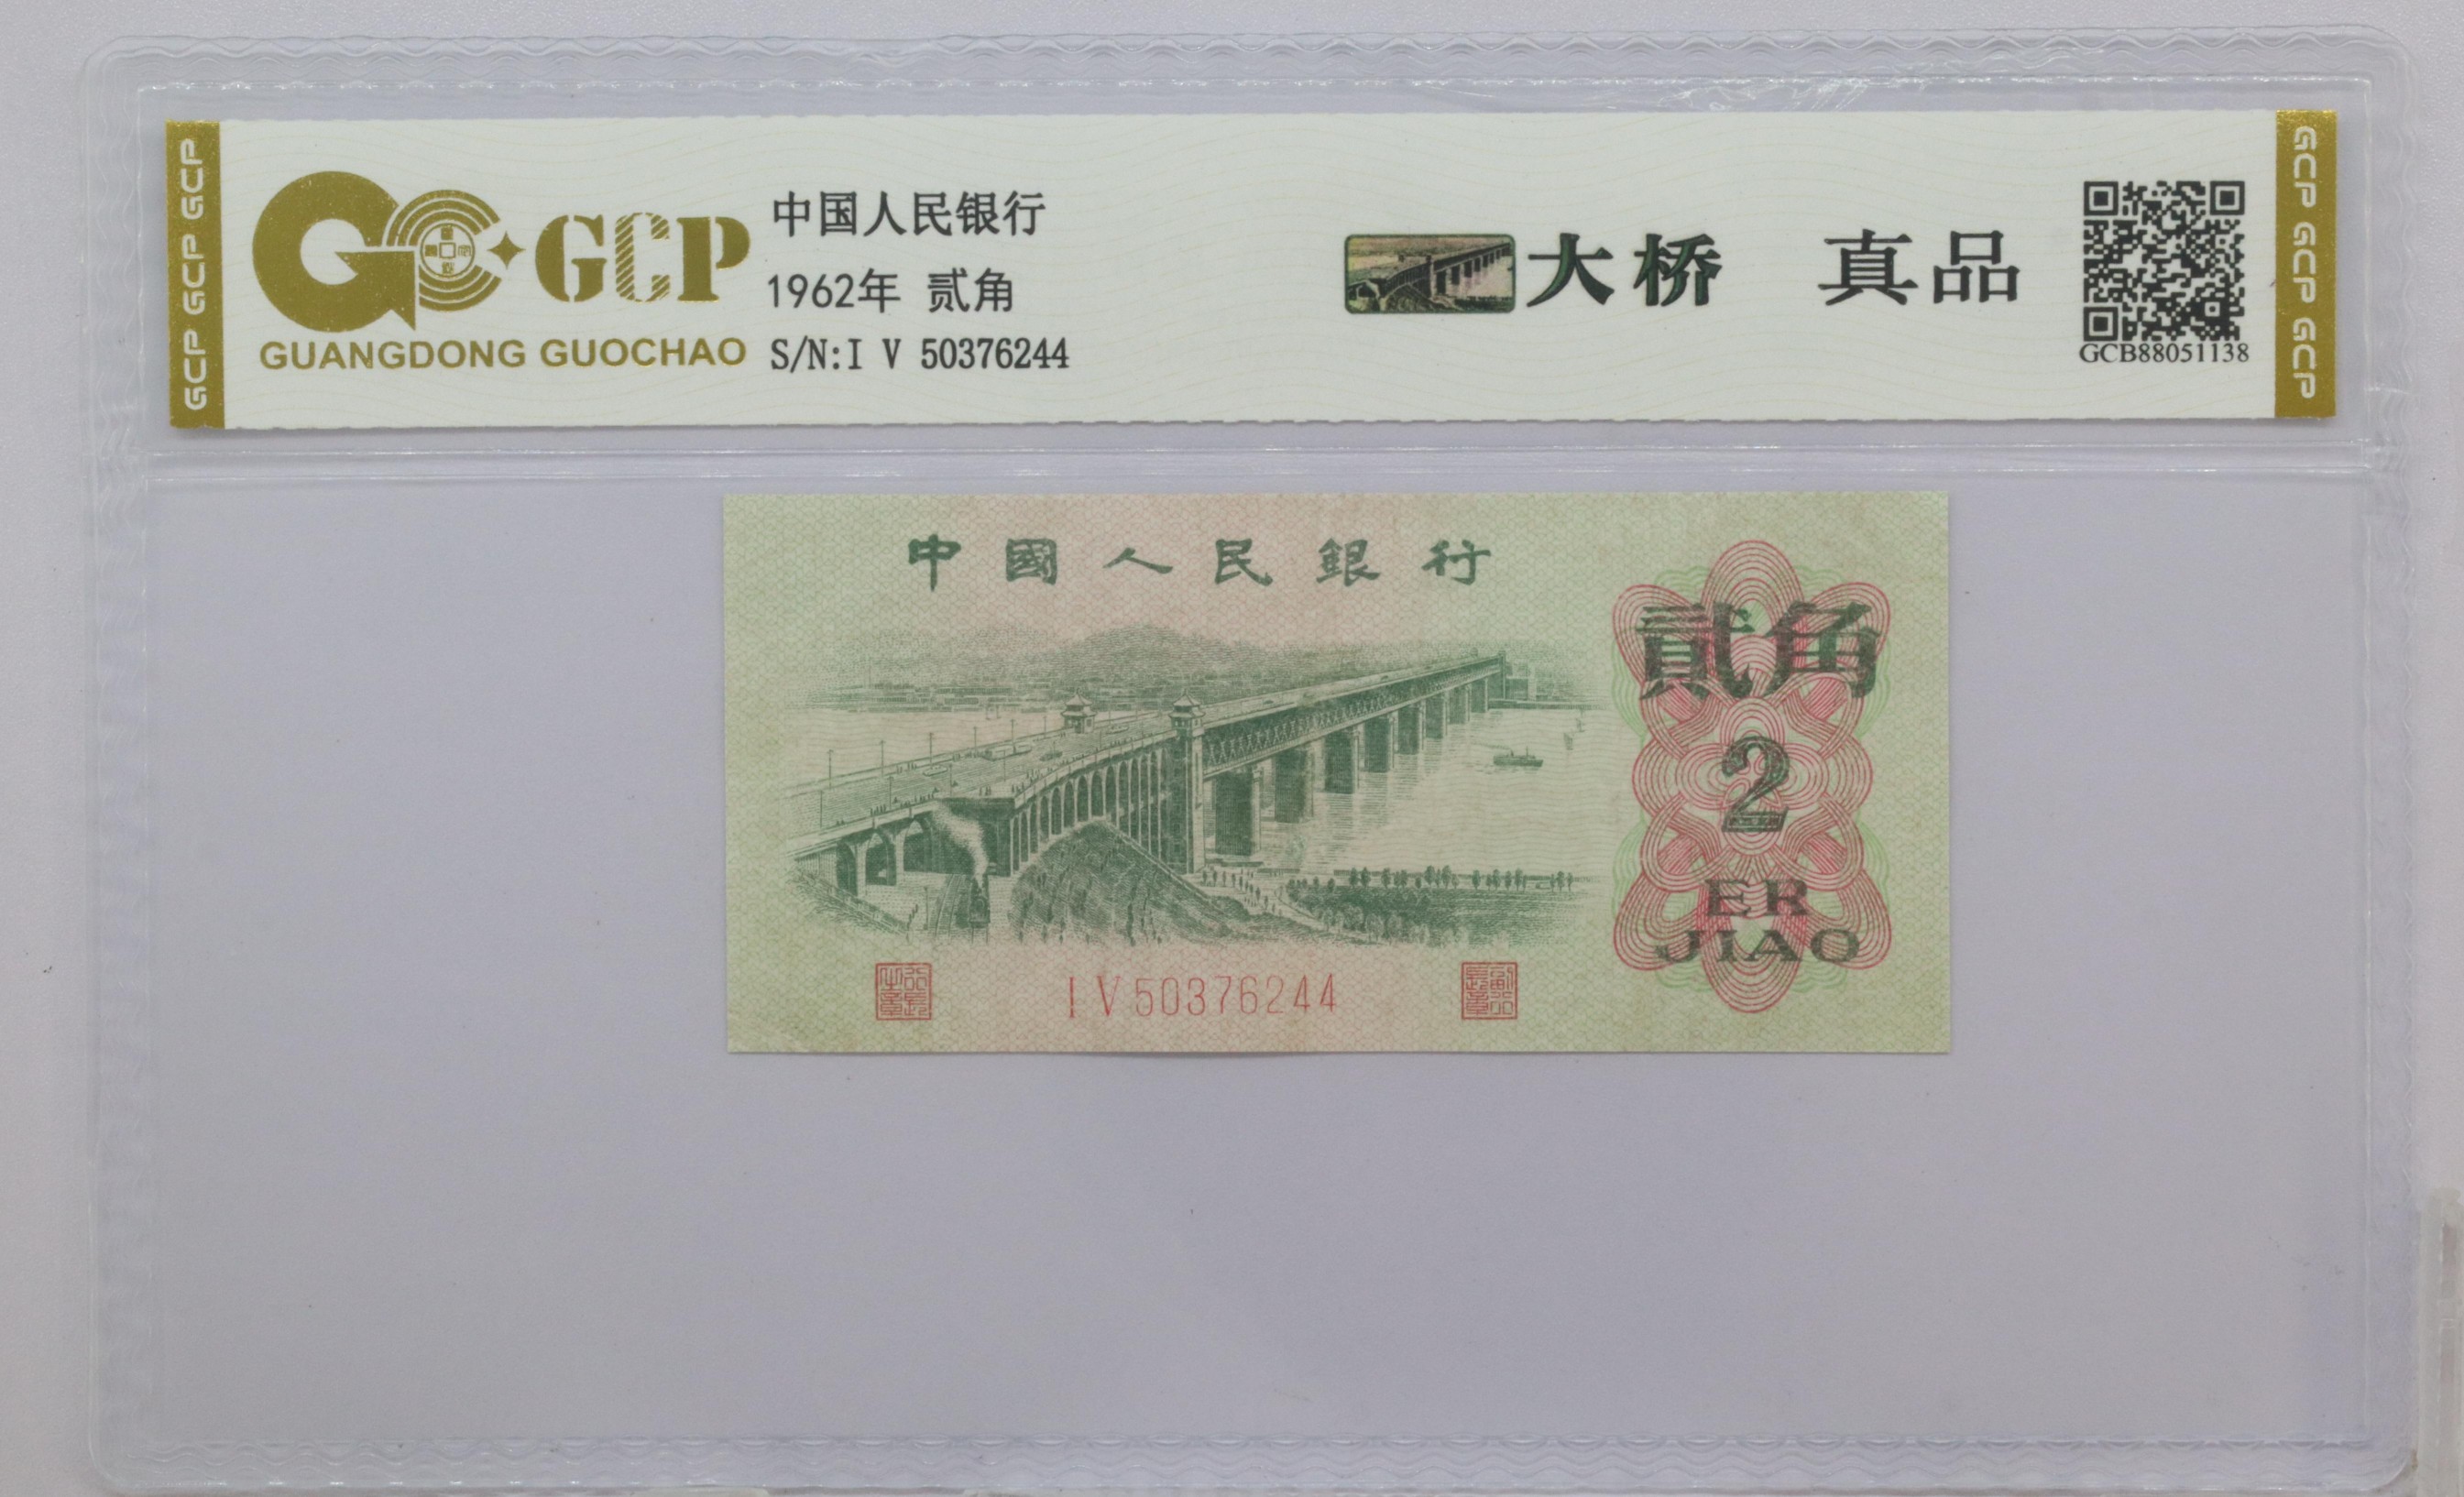 GCP GCP GCP
GCP
GUANGDONG GUOCHAO
中国人民银行
1962年 贰角
S/N:I V 50376244
大桥 真品
GCB88051138
GCP GCP GCP
中國人民銀行
貳角
2
ER
JIAO
I V 50376244